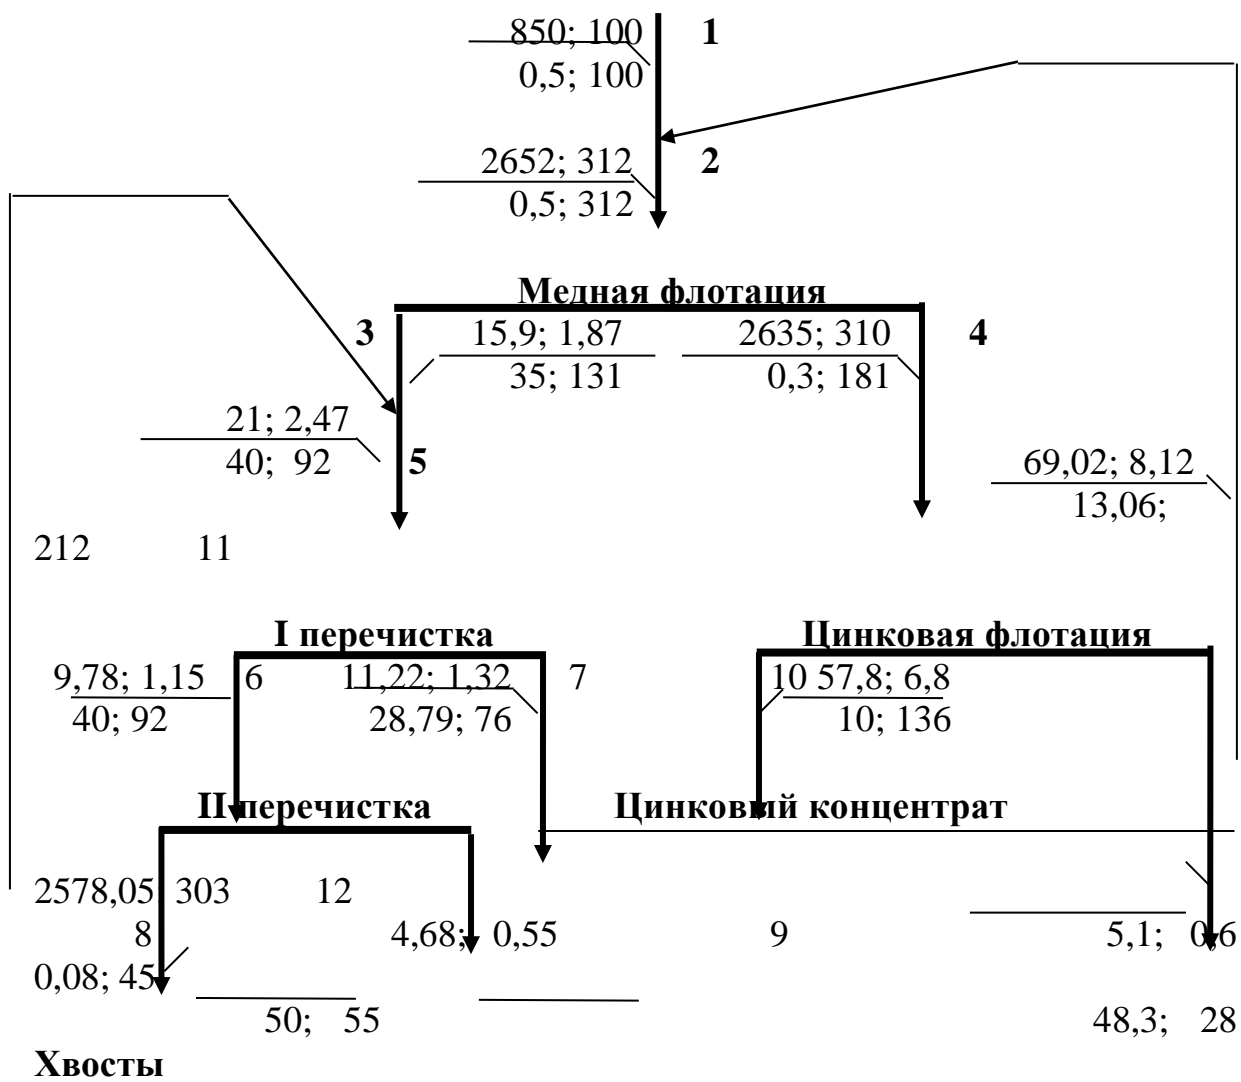 850; 100 1
0,5; 100
2652; 312 2
0,5; 312
Медная флотация
3 15,9; 1,87 2635; 310 4
35; 131 0,3; 181
21; 2,47
40; 92 5 69,02; 8,12
13,06;
212 11
I перечистка Цинковая флотация
9,78; 1,15 6 11,22; 1,32 7 10 57,8; 6,8
40; 92 28,79; 76 10; 136
II перечистка Цинковый концентрат
2578,05; 303 12
8 4,68; 0,55 9 5,1; 0,6
0,08; 45
50; 55 48,3; 28
Хвосты